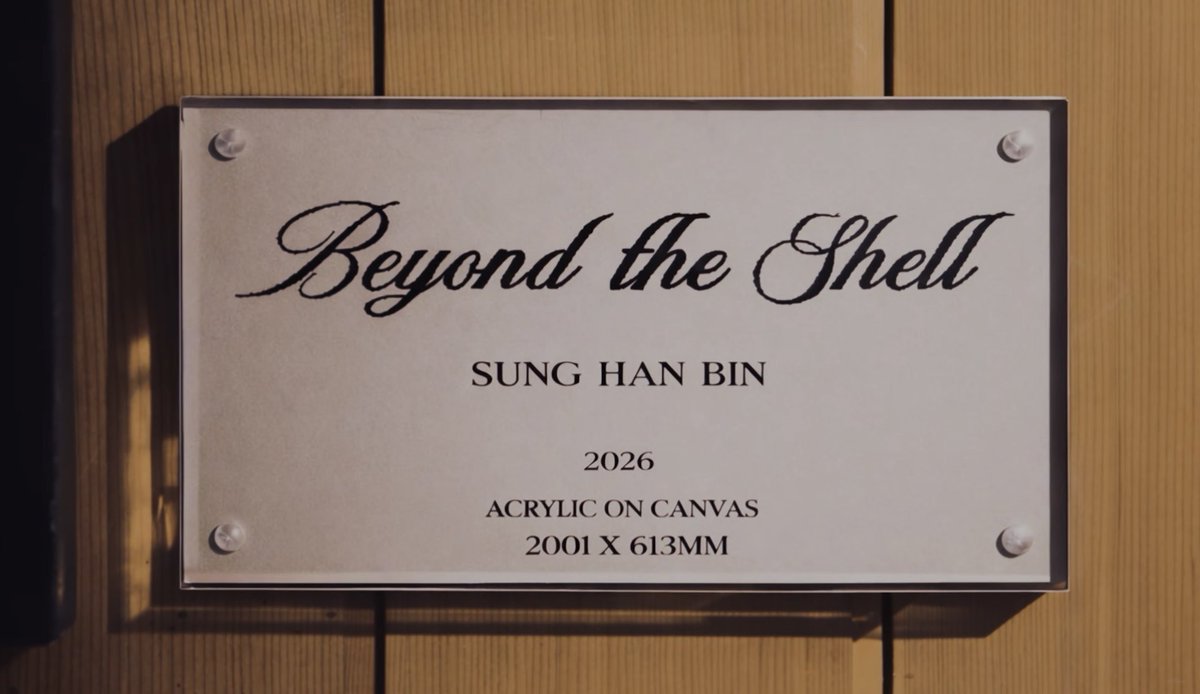 Beyond the Shell
SUNG HAN BIN
2026
ACRYLIC ON CANVAS
2001 X 613MM